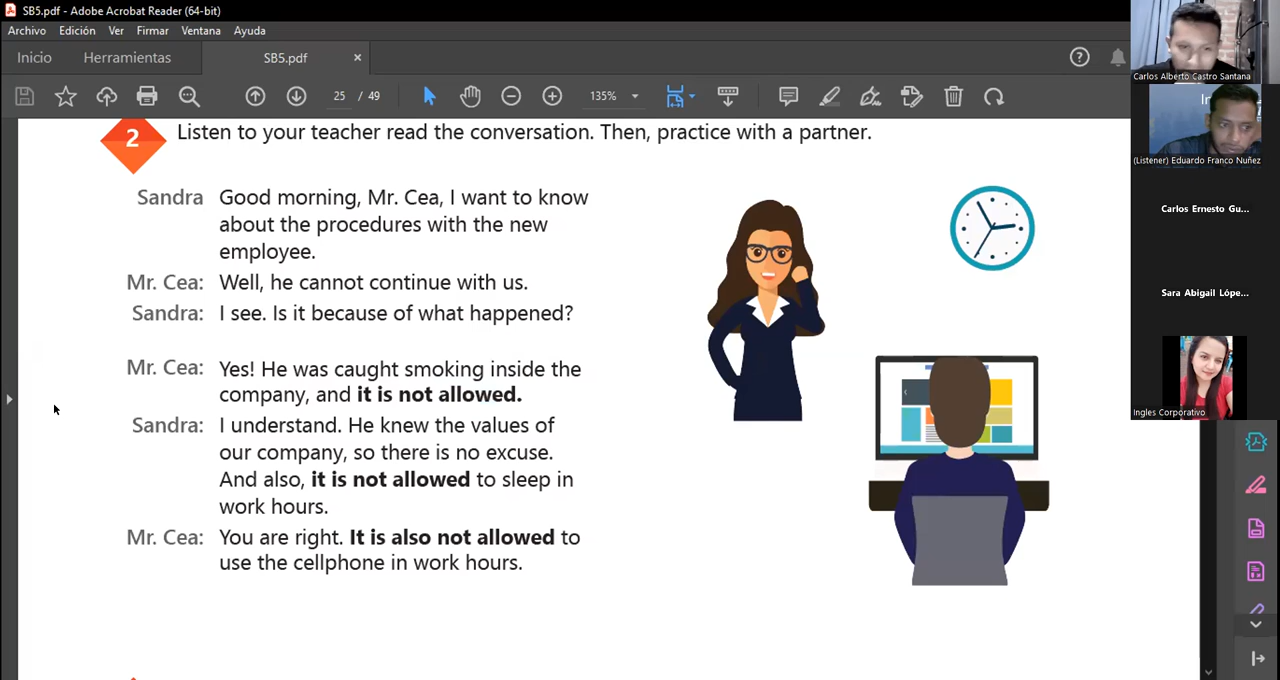 SB5.pdf - Adobe Acrobat Reader (64-bit)
Archivo Edición Ver Firmar Ventana Ayuda
Inicio Herramientas SB5.pdf ×
25 / 49 135%
2 Listen to your teacher read the conversation. Then, practice with a partner.
Sandra Good morning, Mr. Cea, I want to know
about the procedures with the new
employee.
Mr. Cea: Well, he cannot continue with us.
Sandra: I see. Is it because of what happened?
Mr. Cea: Yes! He was caught smoking inside the
company, and it is not allowed.
Sandra: I understand. He knew the values of
our company, so there is no excuse.
And also, it is not allowed to sleep in
work hours.
Mr. Cea: You are right. It is also not allowed to
use the cellphone in work hours.
Carlos Alberto Castro Santana
(Listener) Eduardo Franco Nuñez
Carlos Ernesto Gu...
Sara Abigail Lópe...
Ingles Corporativo